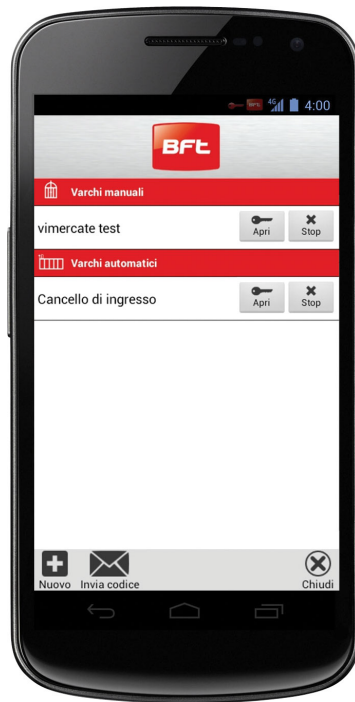 4G 4:00
BFt
Varchi manuali
vimercate test
Apri
Stop
Varchi automatici
Cancello di ingresso
Apri
Stop
Nuovo
Invia codice
Chiudi